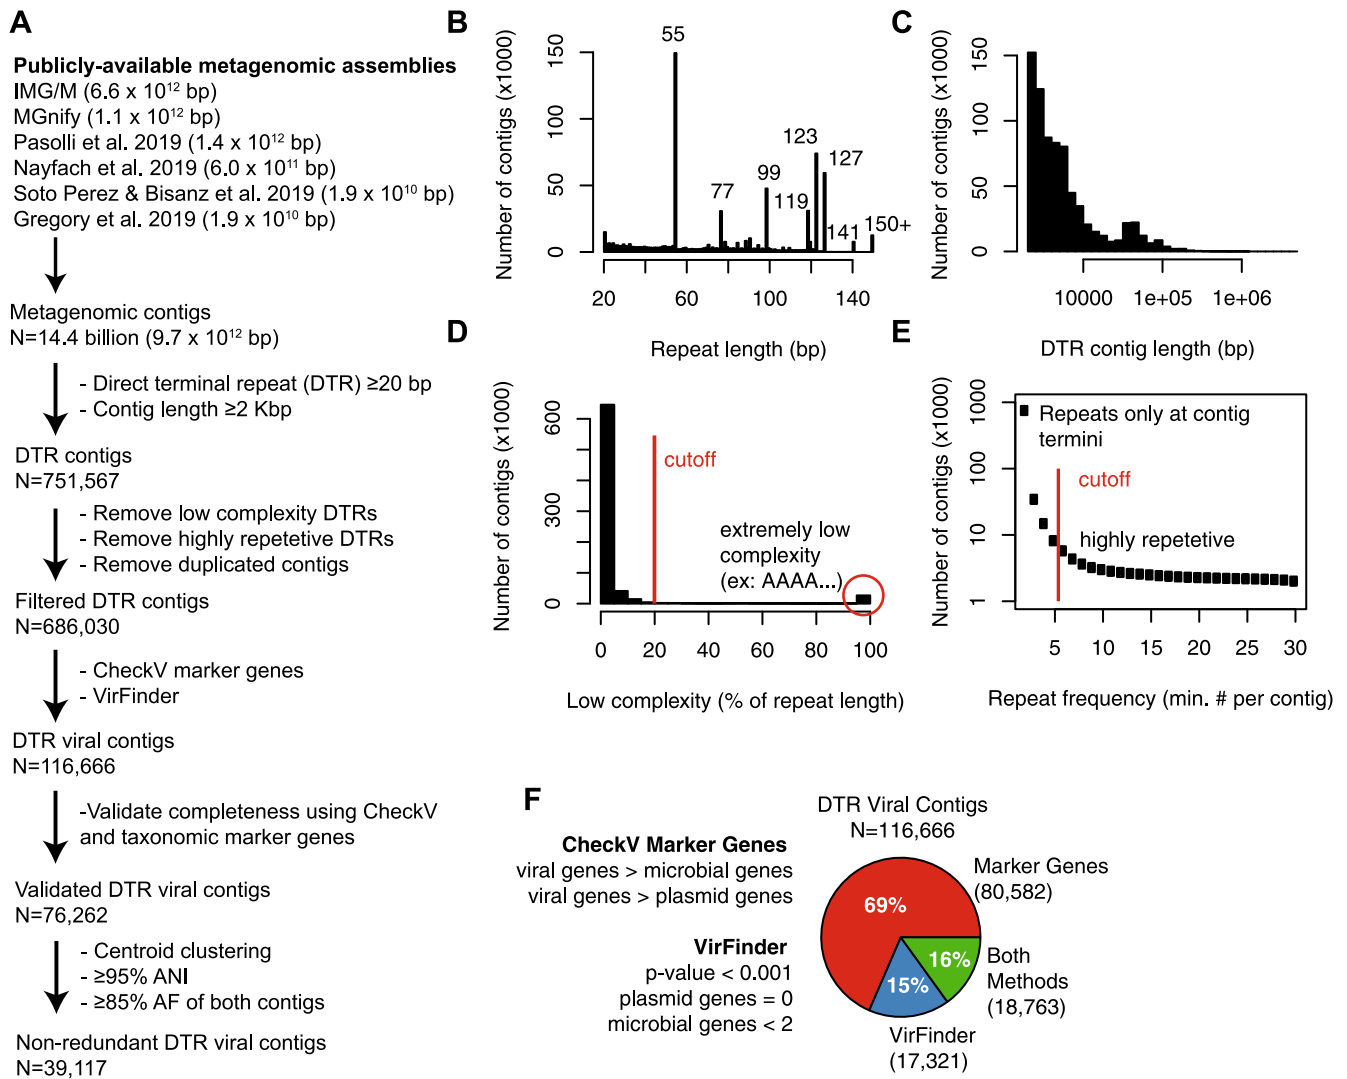 A
Publicly-available metagenomic assemblies
IMG/M (6.6 x 10¹² bp)
MGnify (1.1 x 10¹² bp)
Pasolli et al. 2019 (1.4 x 10¹² bp)
Nayfach et al. 2019 (6.0 x 10¹¹ bp)
Soto Perez & Bisanz et al. 2019 (1.9 x 10¹⁰ bp)
Gregory et al. 2019 (1.9 x 10¹⁰ bp)
Metagenomic contigs
N=14.4 billion (9.7 x 10¹² bp)
- Direct terminal repeat (DTR) ≥20 bp
- Contig length ≥2 Kbp
DTR contigs
N=751,567
- Remove low complexity DTRs
- Remove highly repetetive DTRs
- Remove duplicated contigs
Filtered DTR contigs
N=686,030
- CheckV marker genes
- VirFinder
DTR viral contigs
N=116,666
-Validate completeness using CheckV
and taxonomic marker genes
Validated DTR viral contigs
N=76,262
- Centroid clustering
- ≥95% ANI
- ≥85% AF of both contigs
Non-redundant DTR viral contigs
N=39,117
B
Number of contigs (x1000)
150
100
50
0
55
77
99
119
123
127
141
150+
20
60
100
140
Repeat length (bp)
C
Number of contigs (x1000)
150
100
50
0
10000
1e+05
1e+06
DTR contig length (bp)
D
Number of contigs (x1000)
600
300
0
cutoff
extremely low
complexity
(ex: AAAA...)
0
20
40
60
80
100
Low complexity (% of repeat length)
E
Number of contigs (x1000)
1000
100
10
1
Repeats only at contig
termini
cutoff
highly repetetive
5
10
15
20
25
30
Repeat frequency (min. # per contig)
F
CheckV Marker Genes
viral genes > microbial genes
viral genes > plasmid genes
VirFinder
p-value < 0.001
plasmid genes = 0
microbial genes < 2
DTR Viral Contigs
N=116,666
69%
16%
15%
Marker Genes
(80,582)
Both
Methods
(18,763)
VirFinder
(17,321)